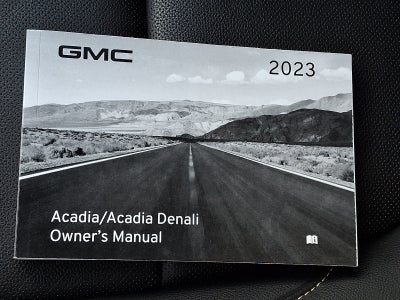 GMC
2023
Acadia/Acadia Denali
Owner's Manual